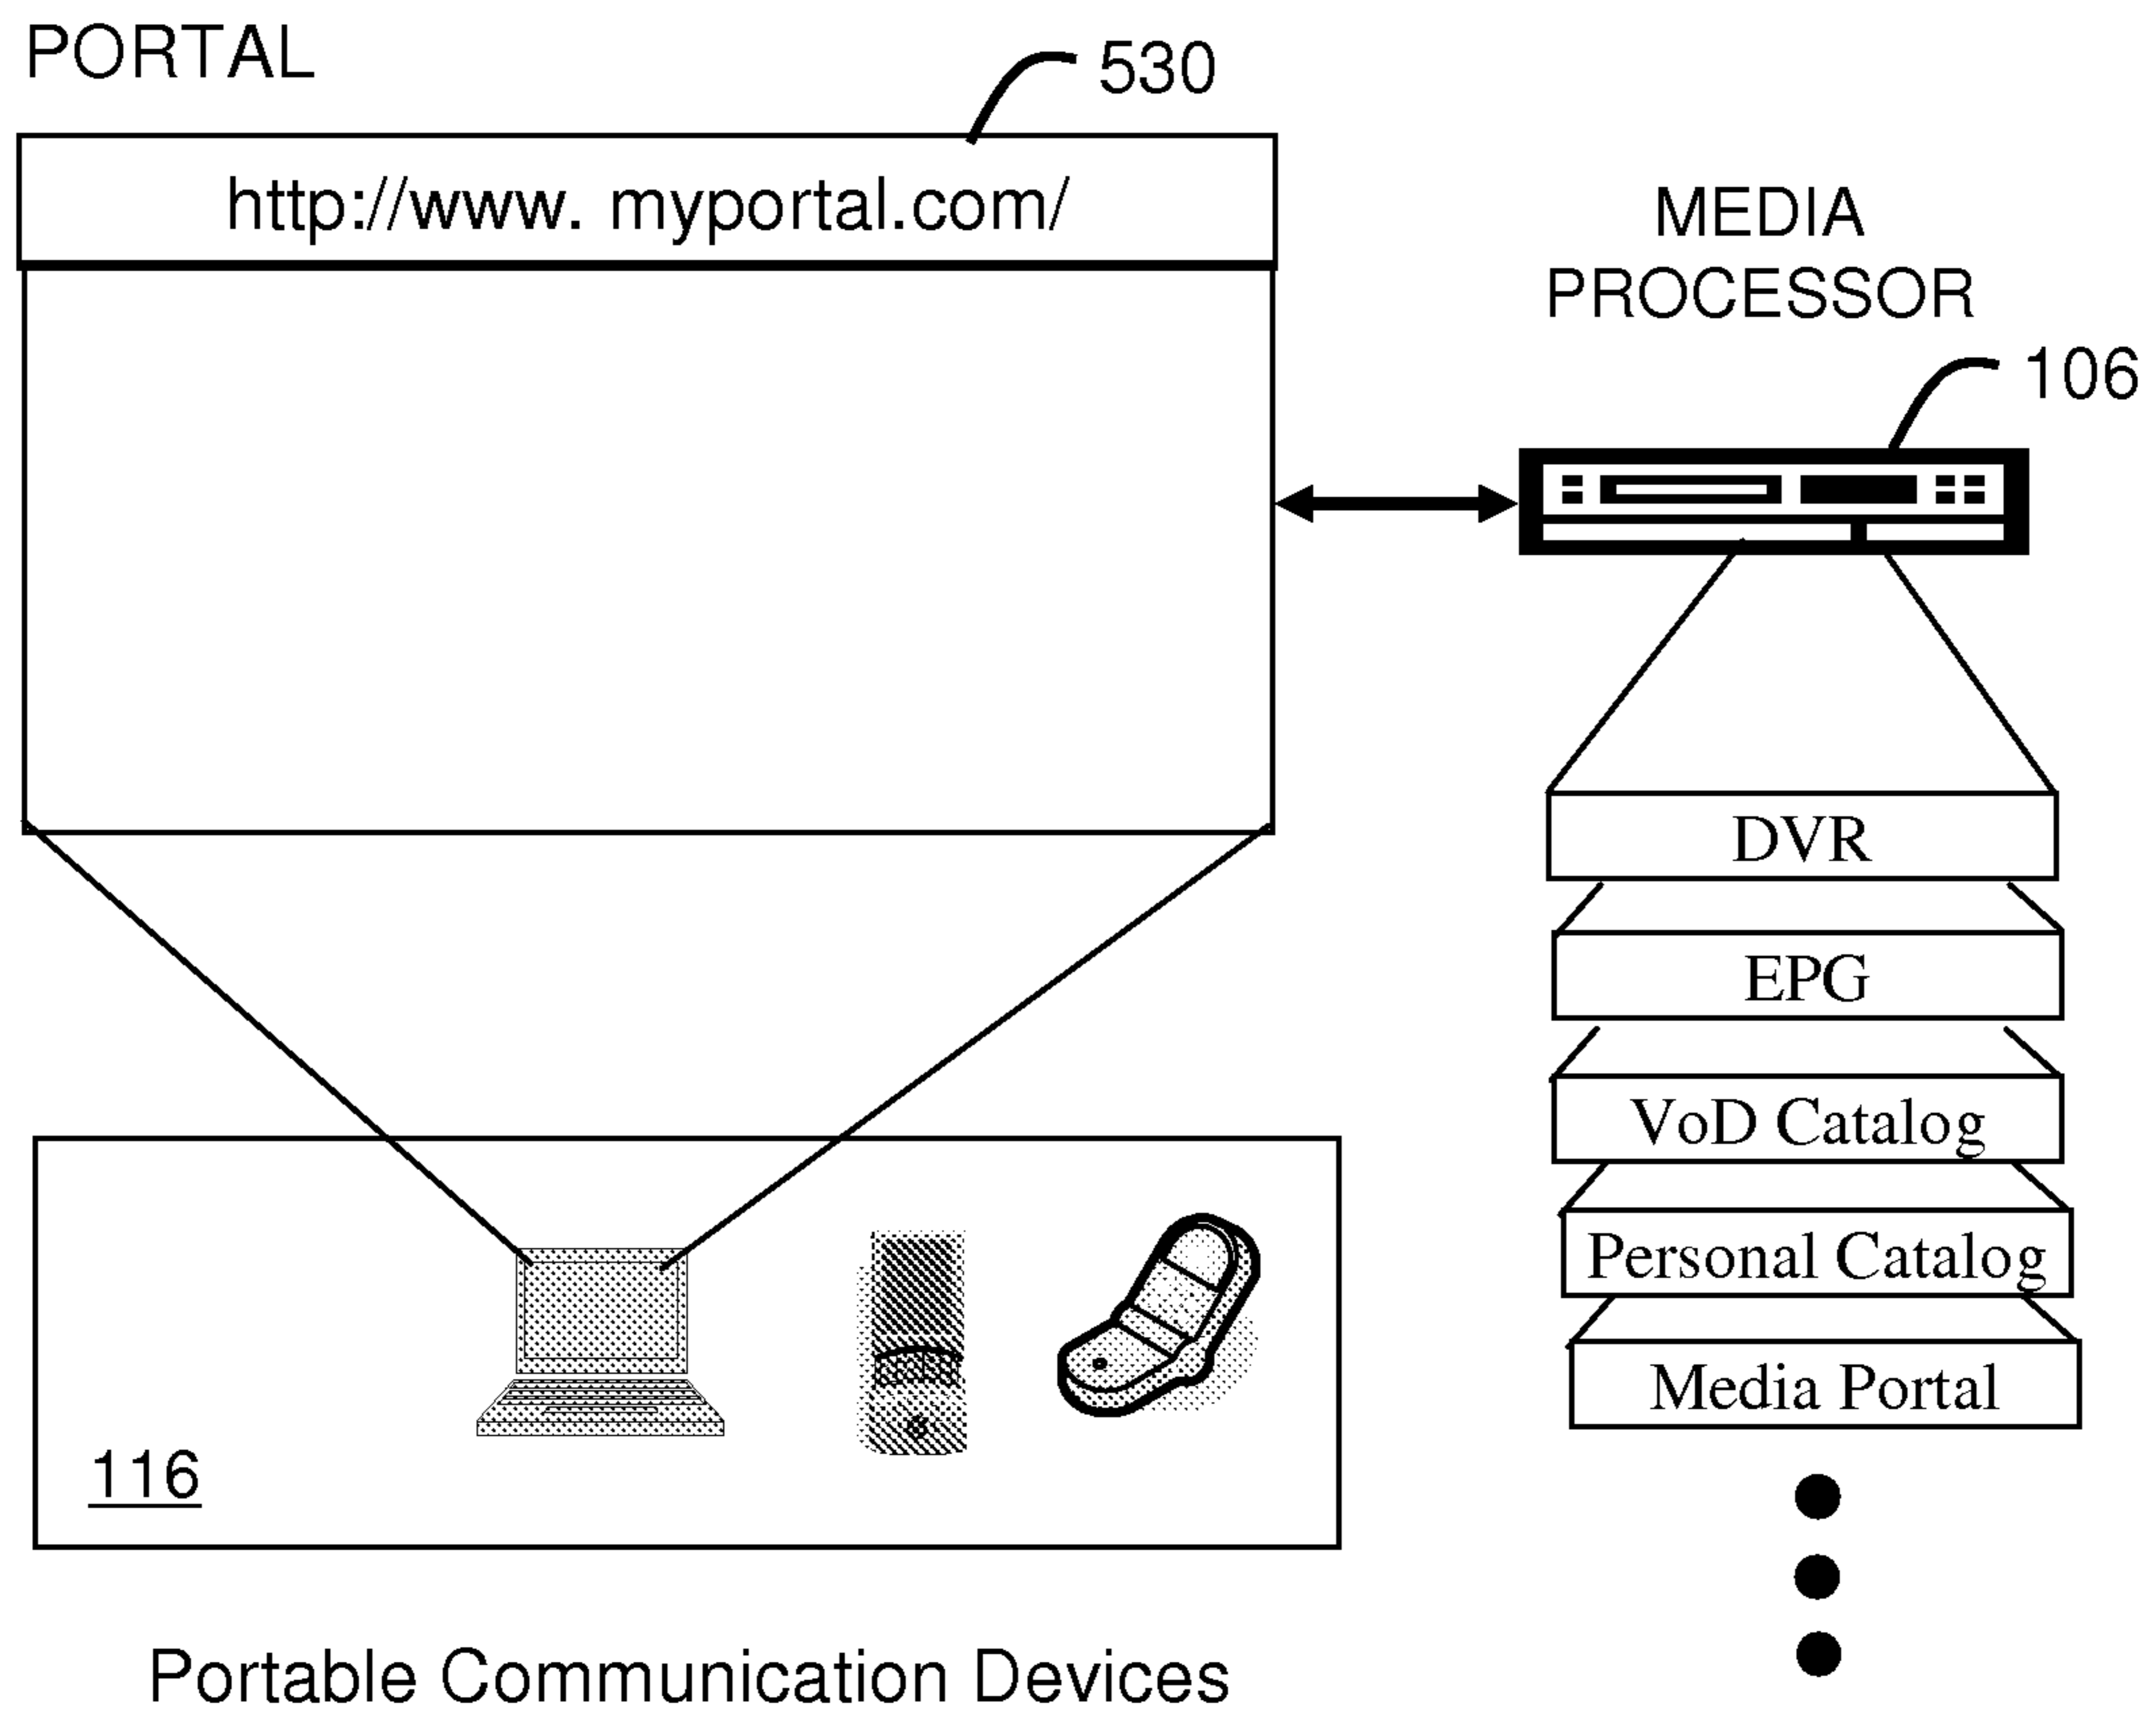 PORTAL
530
http://www. myportal.com/
MEDIA
PROCESSOR
106
DVR
EPG
VoD Catalog
Personal Catalog
Media Portal
116
Portable Communication Devices